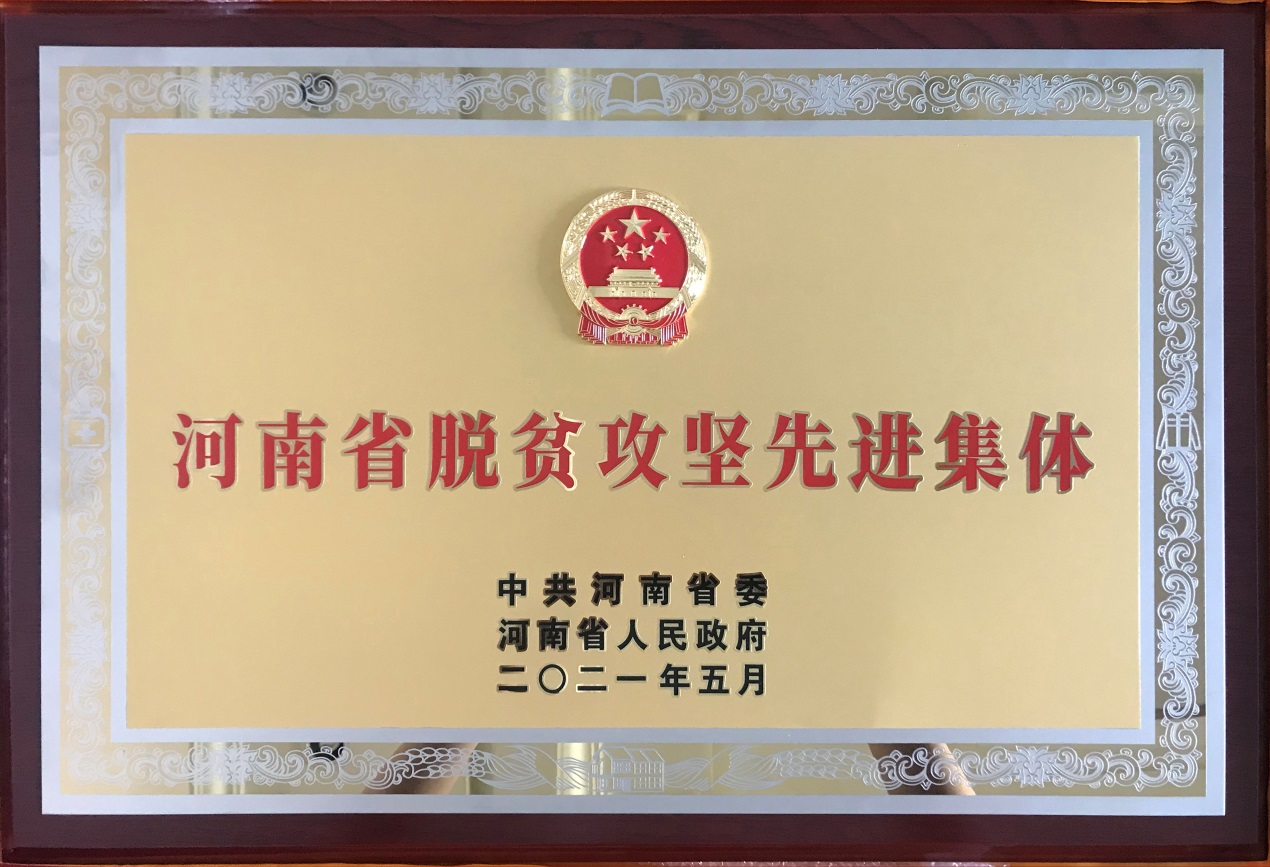 河南省脱贫攻坚先进集体
中共河南省委
河南省人民政府
二〇二一年五月